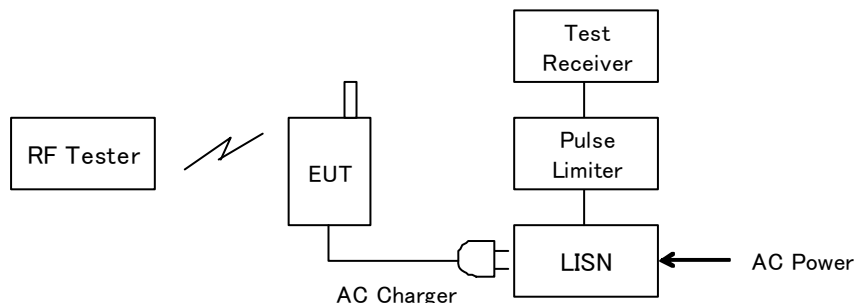 Test
Receiver
RF Tester
EUT
Pulse
Limiter
LISN
AC Power
AC Charger